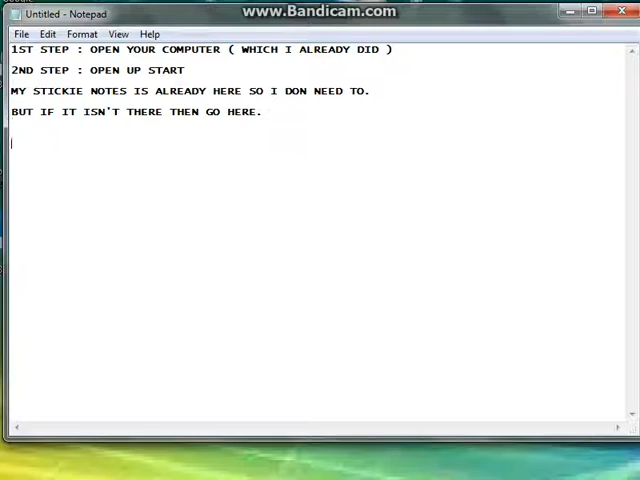 www.Bandicam.com
Untitled - Notepad
File Edit Format View Help
1ST STEP : OPEN YOUR COMPUTER ( WHICH I ALREADY DID )
2ND STEP : OPEN UP START
MY STICKIE NOTES IS ALREADY HERE SO I DON NEED TO.
BUT IF IT ISN'T THERE THEN GO HERE.